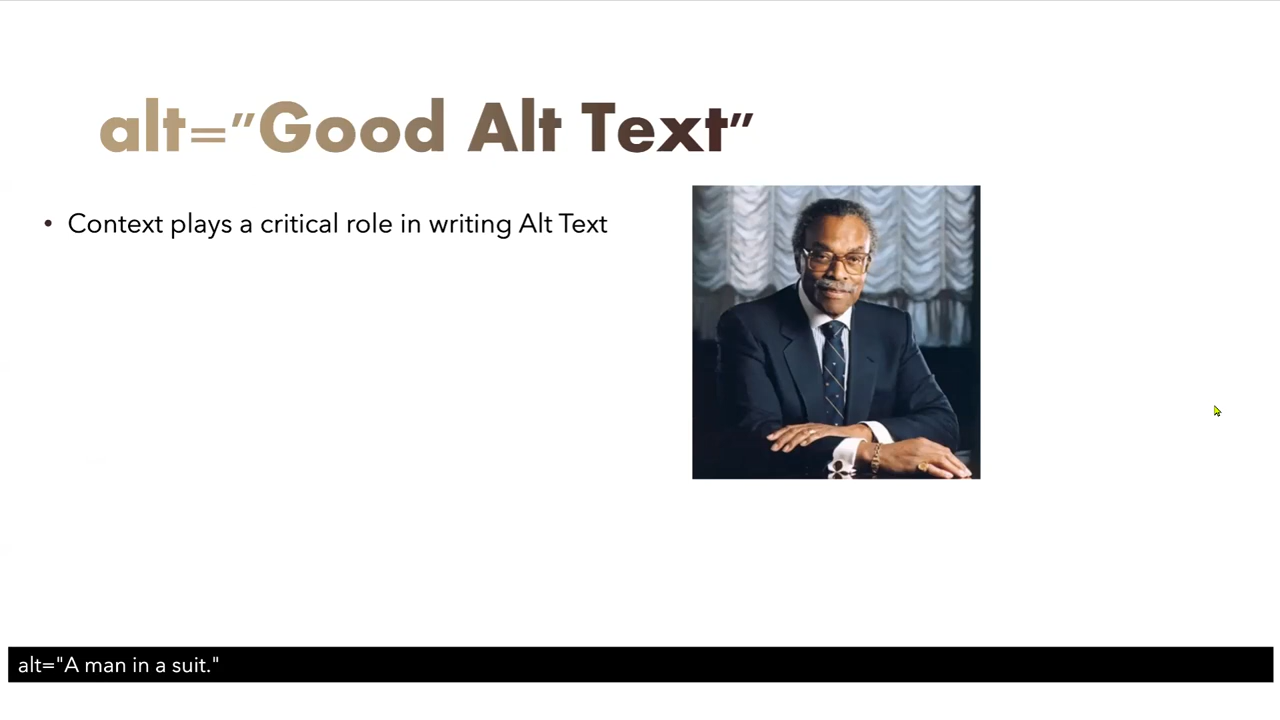 alt=”Good Alt Text”
• Context plays a critical role in writing Alt Text
alt="A man in a suit."